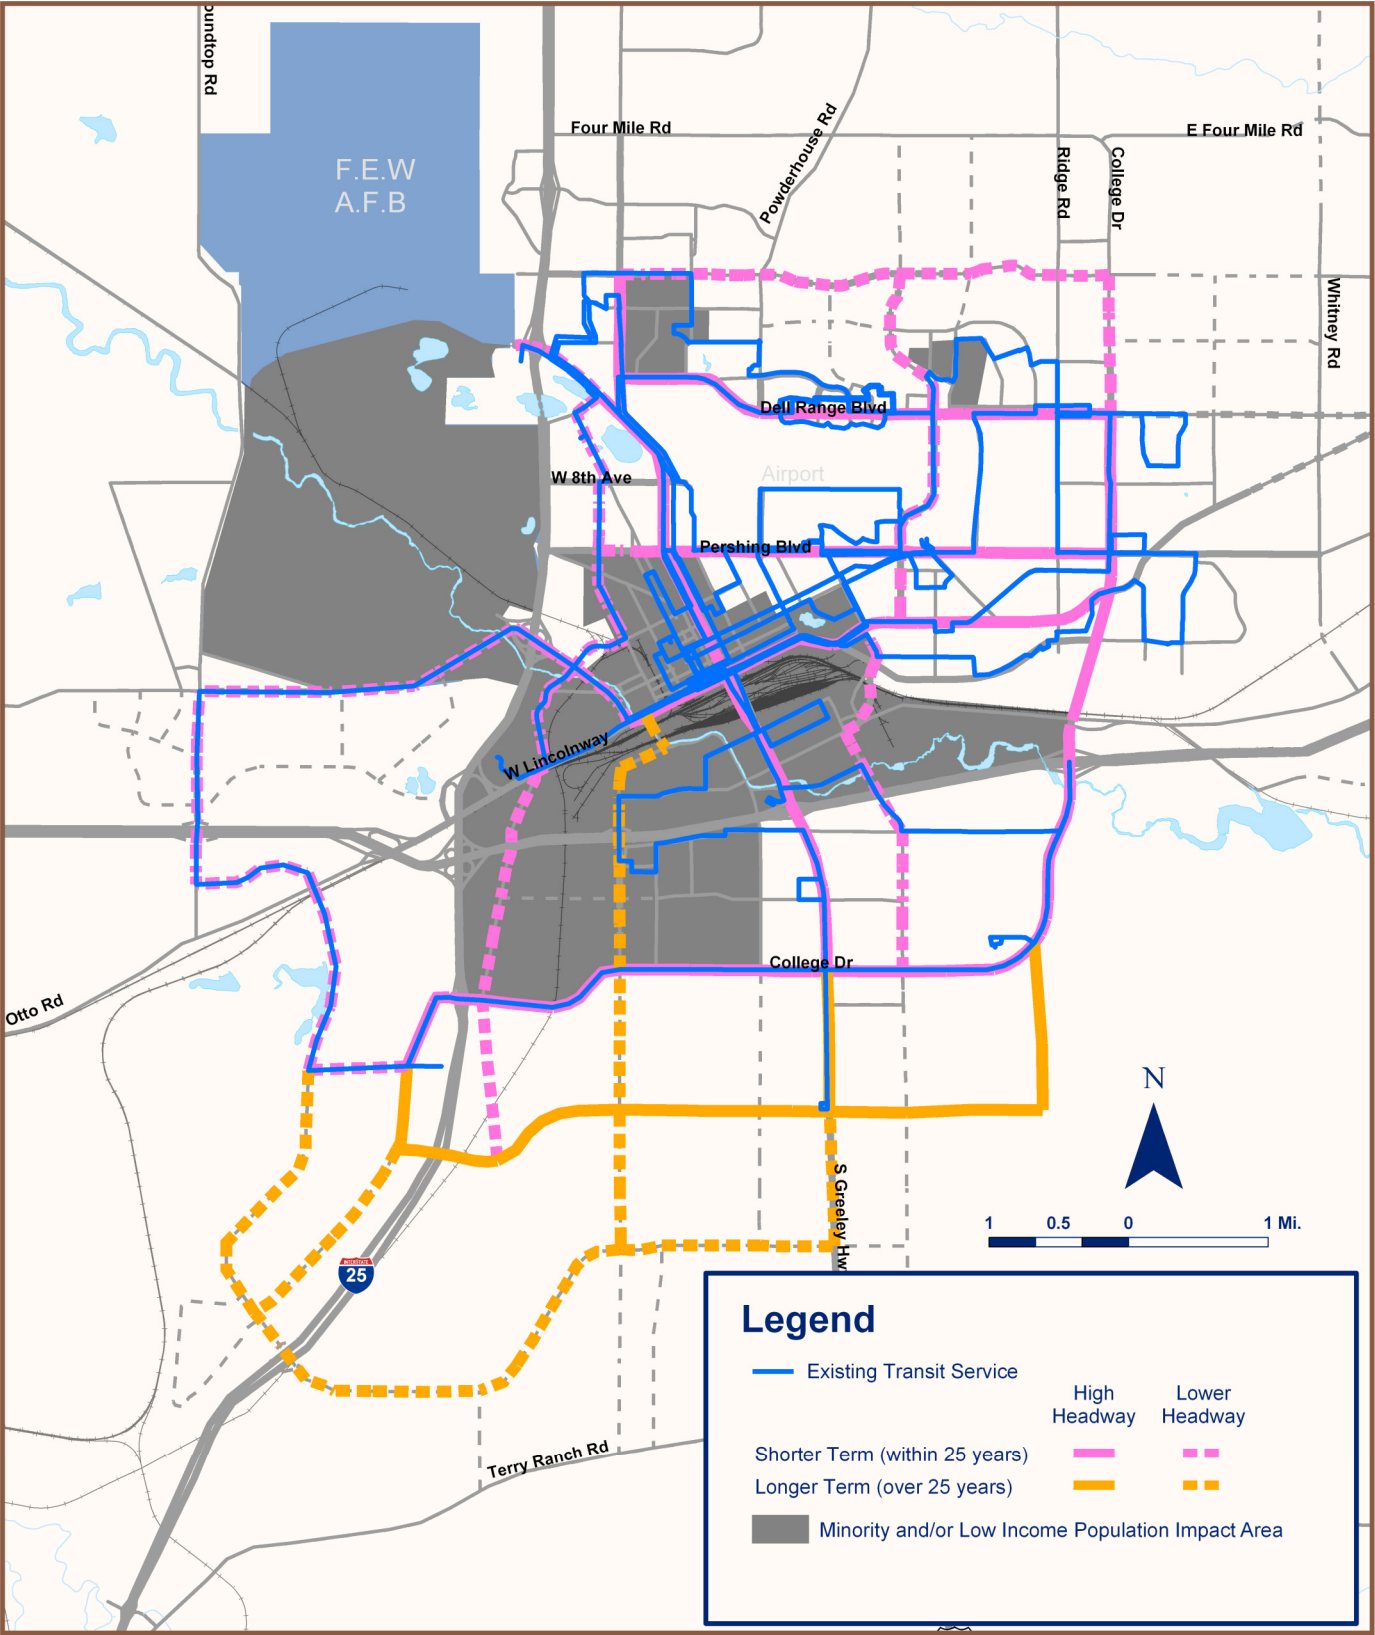 oundtop Rd
Four Mile Rd
E Four Mile Rd
Powderhouse Rd
Ridge Rd
College Dr
F.E.W
A.F.B
Whitney Rd
Dell Range Blvd
W 8th Ave
Airport
Pershing Blvd
W Lincolnway
College Dr
Otto Rd
N
S Greeley Hw
1 0.5 0 1 Mi.
INTERSTATE
25
Terry Ranch Rd
Legend
Existing Transit Service
High Headway
Lower Headway
Shorter Term (within 25 years)
Longer Term (over 25 years)
Minority and/or Low Income Population Impact Area